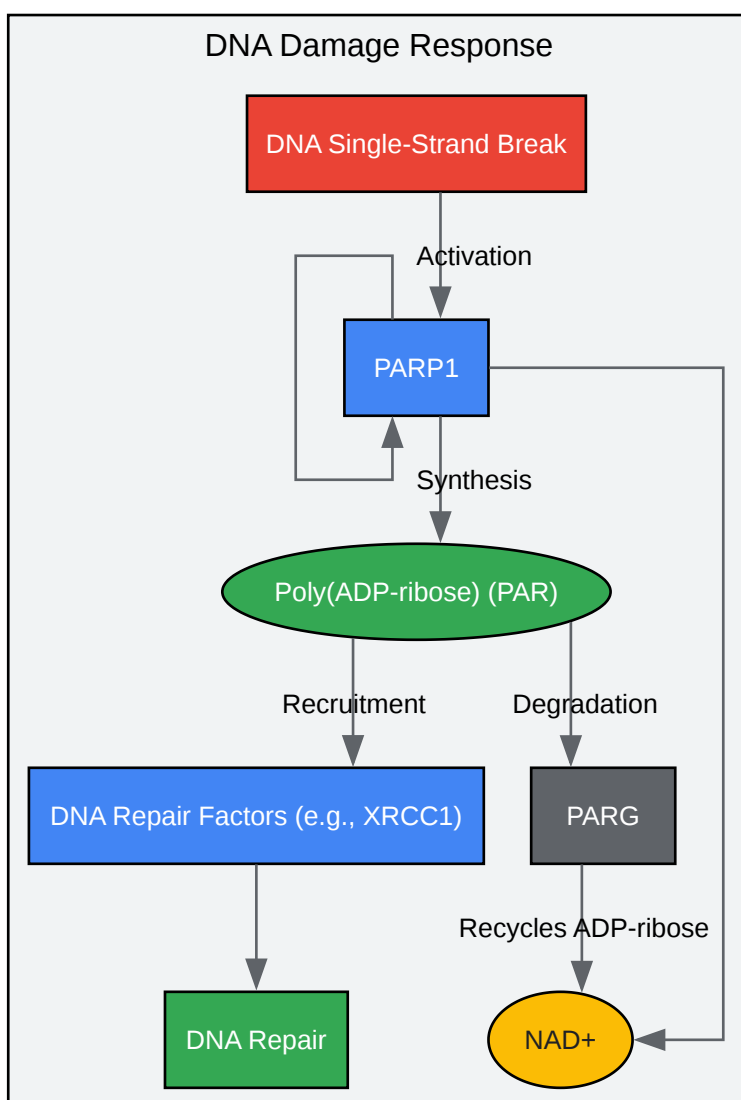 DNA Damage Response
DNA Single-Strand Break
Activation
PARP1
Synthesis
Poly(ADP-ribose) (PAR)
Recruitment
Degradation
DNA Repair Factors (e.g., XRCC1)
PARG
Recycles ADP-ribose
DNA Repair
NAD+